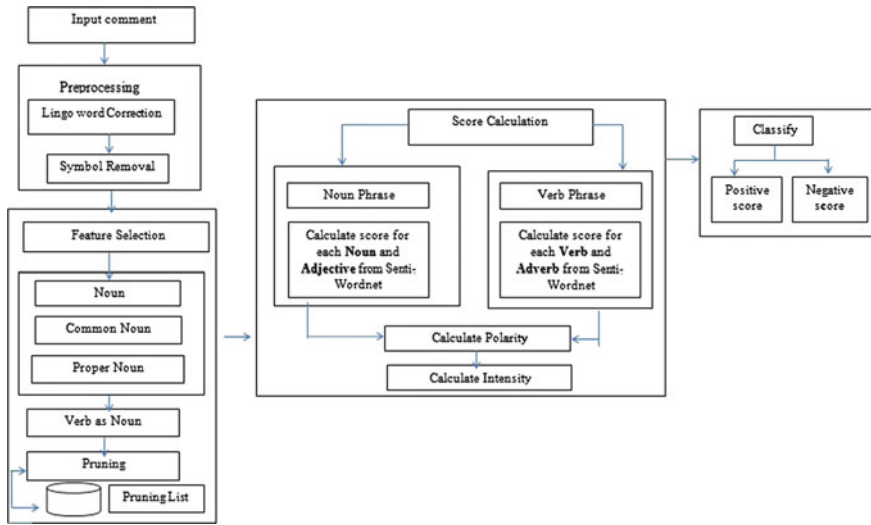 Input comment
Preprocessing
Lingo word Correction
Symbol Removal
Feature Selection
Noun
Common Noun
Proper Noun
Verb as Noun
Pruning
Pruning List
Score Calculation
Noun Phrase
Calculate score for
each Noun and
Adjective from Senti-
Wordnet
Verb Phrase
Calculate score for
each Verb and
Adverb from Senti-
Wordnet
Calculate Polarity
Calculate Intensity
Classify
Positive
score
Negative
score